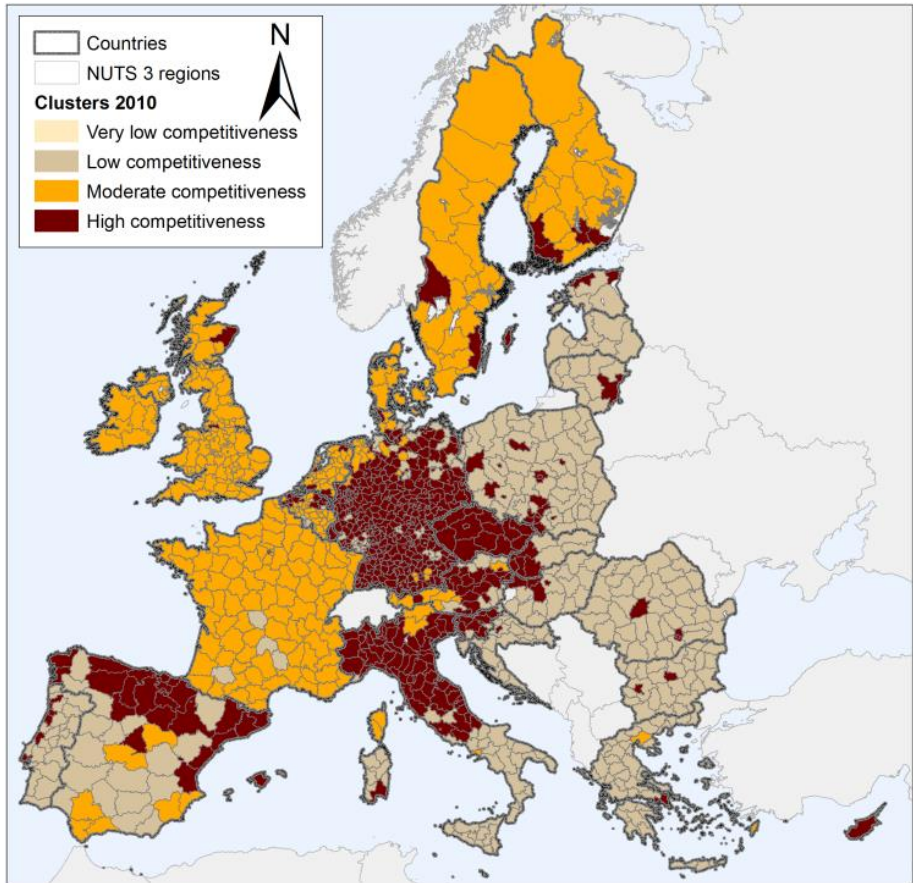 Countries
N
NUTS 3 regions
Clusters 2010
Very low competitiveness
Low competitiveness
Moderate competitiveness
High competitiveness